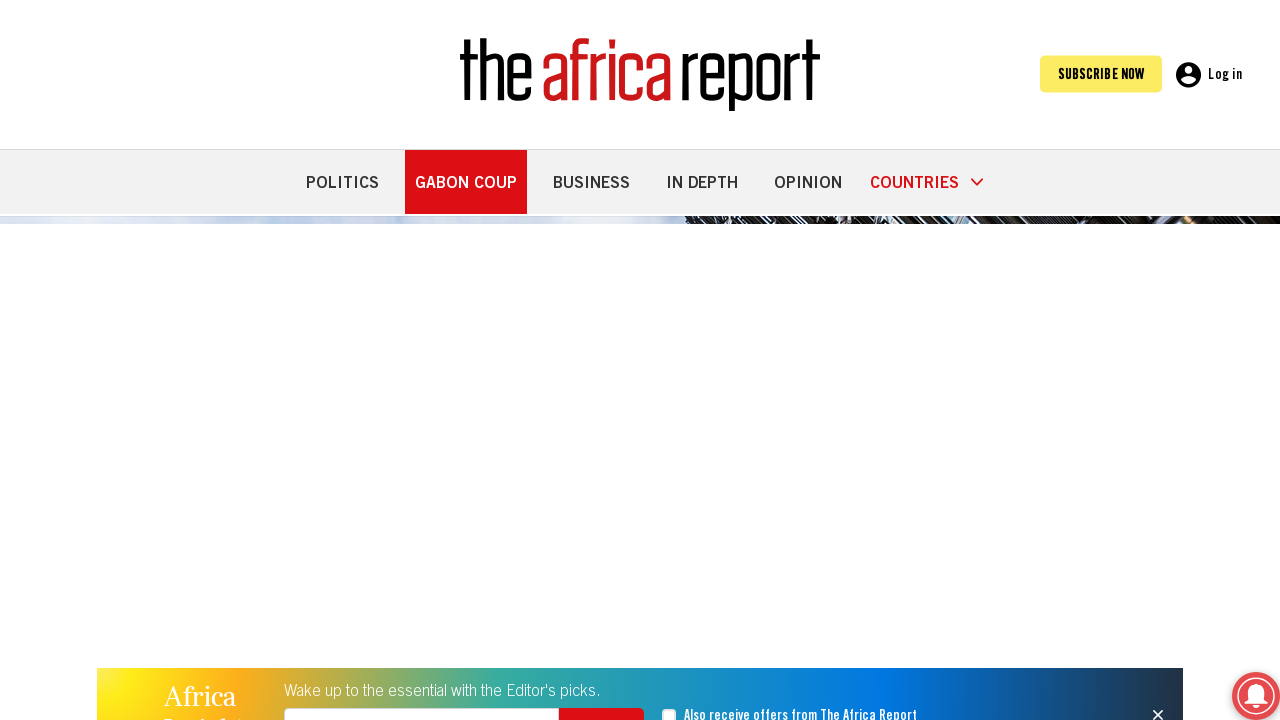 the africa report
SUBSCRIBE NOW
Log in
POLITICS
GABON COUP
BUSINESS
IN DEPTH
OPINION
COUNTRIES
Africa
Wake up to the essential with the Editor's picks.
Also receive offers from The Africa Report